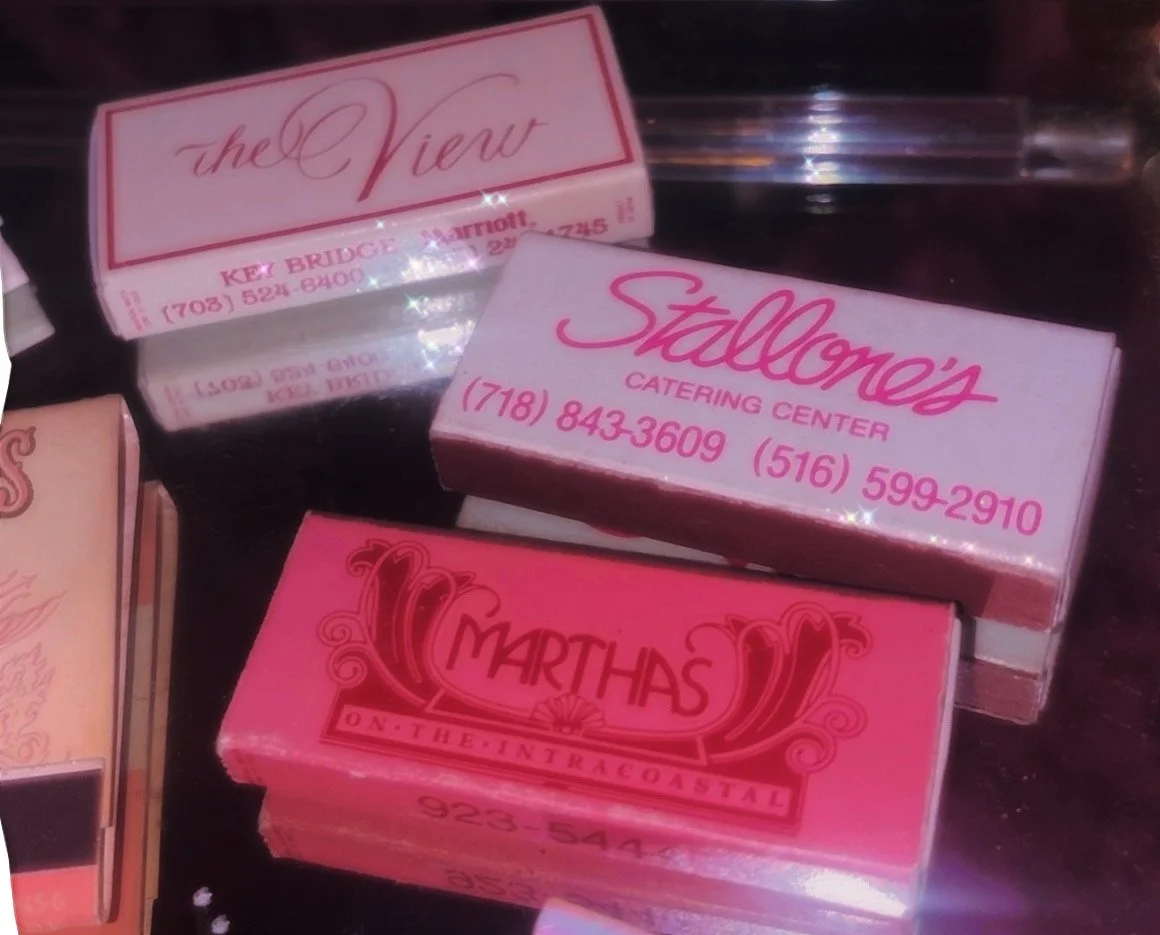 the View
KEY BRIDGE Marriott
(703) 524-6400
Stallone's
CATERING CENTER
(718) 843-3609 (516) 599-2910
MARTHA'S
ON·THE·INTRACOASTAL
923-544